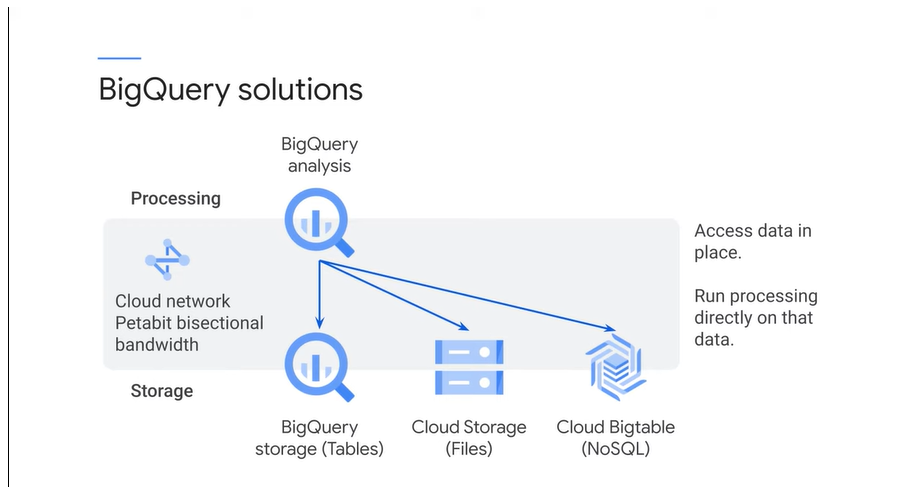 BigQuery solutions
BigQuery
analysis
Processing
Cloud network
Petabit bisectional
bandwidth
Access data in
place.
Run processing
directly on that
data.
Storage
BigQuery
storage (Tables)
Cloud Storage
(Files)
Cloud Bigtable
(NoSQL)